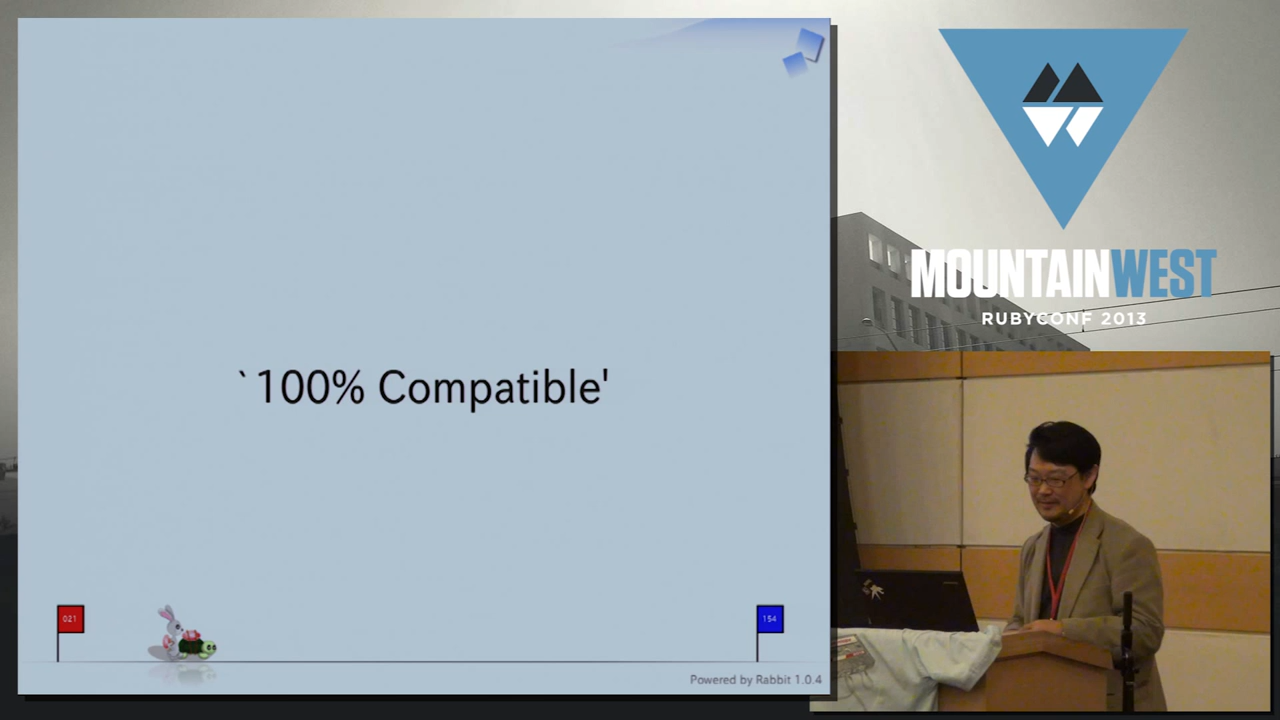 `100% Compatible'
021
154
Powered by Rabbit 1.0.4
MOUNTAINWEST
RUBYCONF 2013